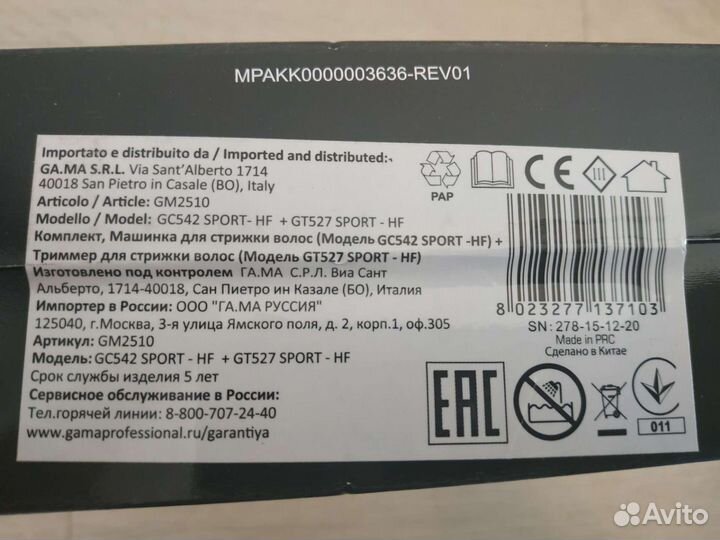 MPAKK0000003636-REV01
Importato e distribuito da / Imported and distributed:
GA.MA S.R.L. Via Sant'Alberto 1714
40018 San Pietro in Casale (BO), Italy
Articolo / Article: GM2510
Modello / Model: GC542 SPORT- HF + GT527 SPORT - HF
Комплект, Машинка для стрижки волос (Модель GC542 SPORT -HF) +
Триммер для стрижки волос (Модель GT527 SPORT - HF)
Изготовлено под контролем ГА.МА С.Р.Л. Виа Сант
Альберто, 1714-40018, Сан Пиетро ин Казале (БО), Италия
Импортер в России: ООО "ГА.МА РУССИЯ"
125040, г.Москва, 3-я улица Ямского поля, д. 2, корп.1, оф.305
Артикул: GM2510
Модель: GC542 SPORT - HF + GT527 SPORT - HF
Срок службы изделия 5 лет
Сервисное обслуживание в России:
Тел.горячей линии: 8-800-707-24-40
www.gamaprofessional.ru/garantiya
PAP
CE
III
8 023277 137103
SN: 278-15-12-20
Made in PRC
Сделано в Китае
EAC
011
Avito